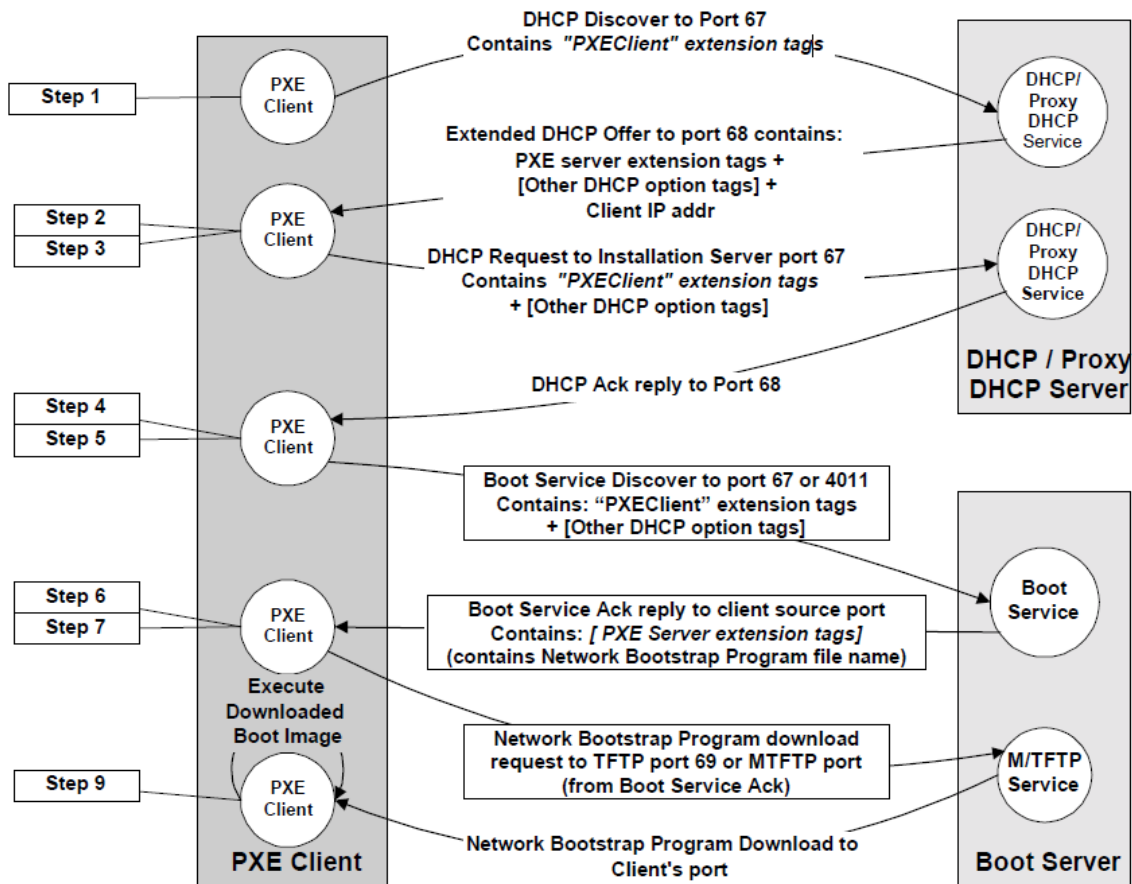 DHCP Discover to Port 67
Contains "PXEClient" extension tags
Step 1
PXE
Client
DHCP/
Proxy
DHCP
Service
Extended DHCP Offer to port 68 contains:
PXE server extension tags +
[Other DHCP option tags] +
Client IP addr
Step 2
Step 3
PXE
Client
DHCP Request to Installation Server port 67
Contains "PXEClient" extension tags
+ [Other DHCP option tags]
DHCP/
Proxy
DHCP
Service
DHCP / Proxy
DHCP Server
DHCP Ack reply to Port 68
Step 4
Step 5
PXE
Client
Boot Service Discover to port 67 or 4011
Contains: “PXEClient” extension tags
+ [Other DHCP option tags]
Step 6
Step 7
PXE
Client
Boot Service Ack reply to client source port
Contains: [ PXE Server extension tags]
(contains Network Bootstrap Program file name)
Boot
Service
Execute
Downloaded
Boot Image
Network Bootstrap Program download
request to TFTP port 69 or MTFTP port
(from Boot Service Ack)
M/TFTP
Service
Step 9
PXE
Client
Network Bootstrap Program Download to
Client's port
PXE Client
Boot Server